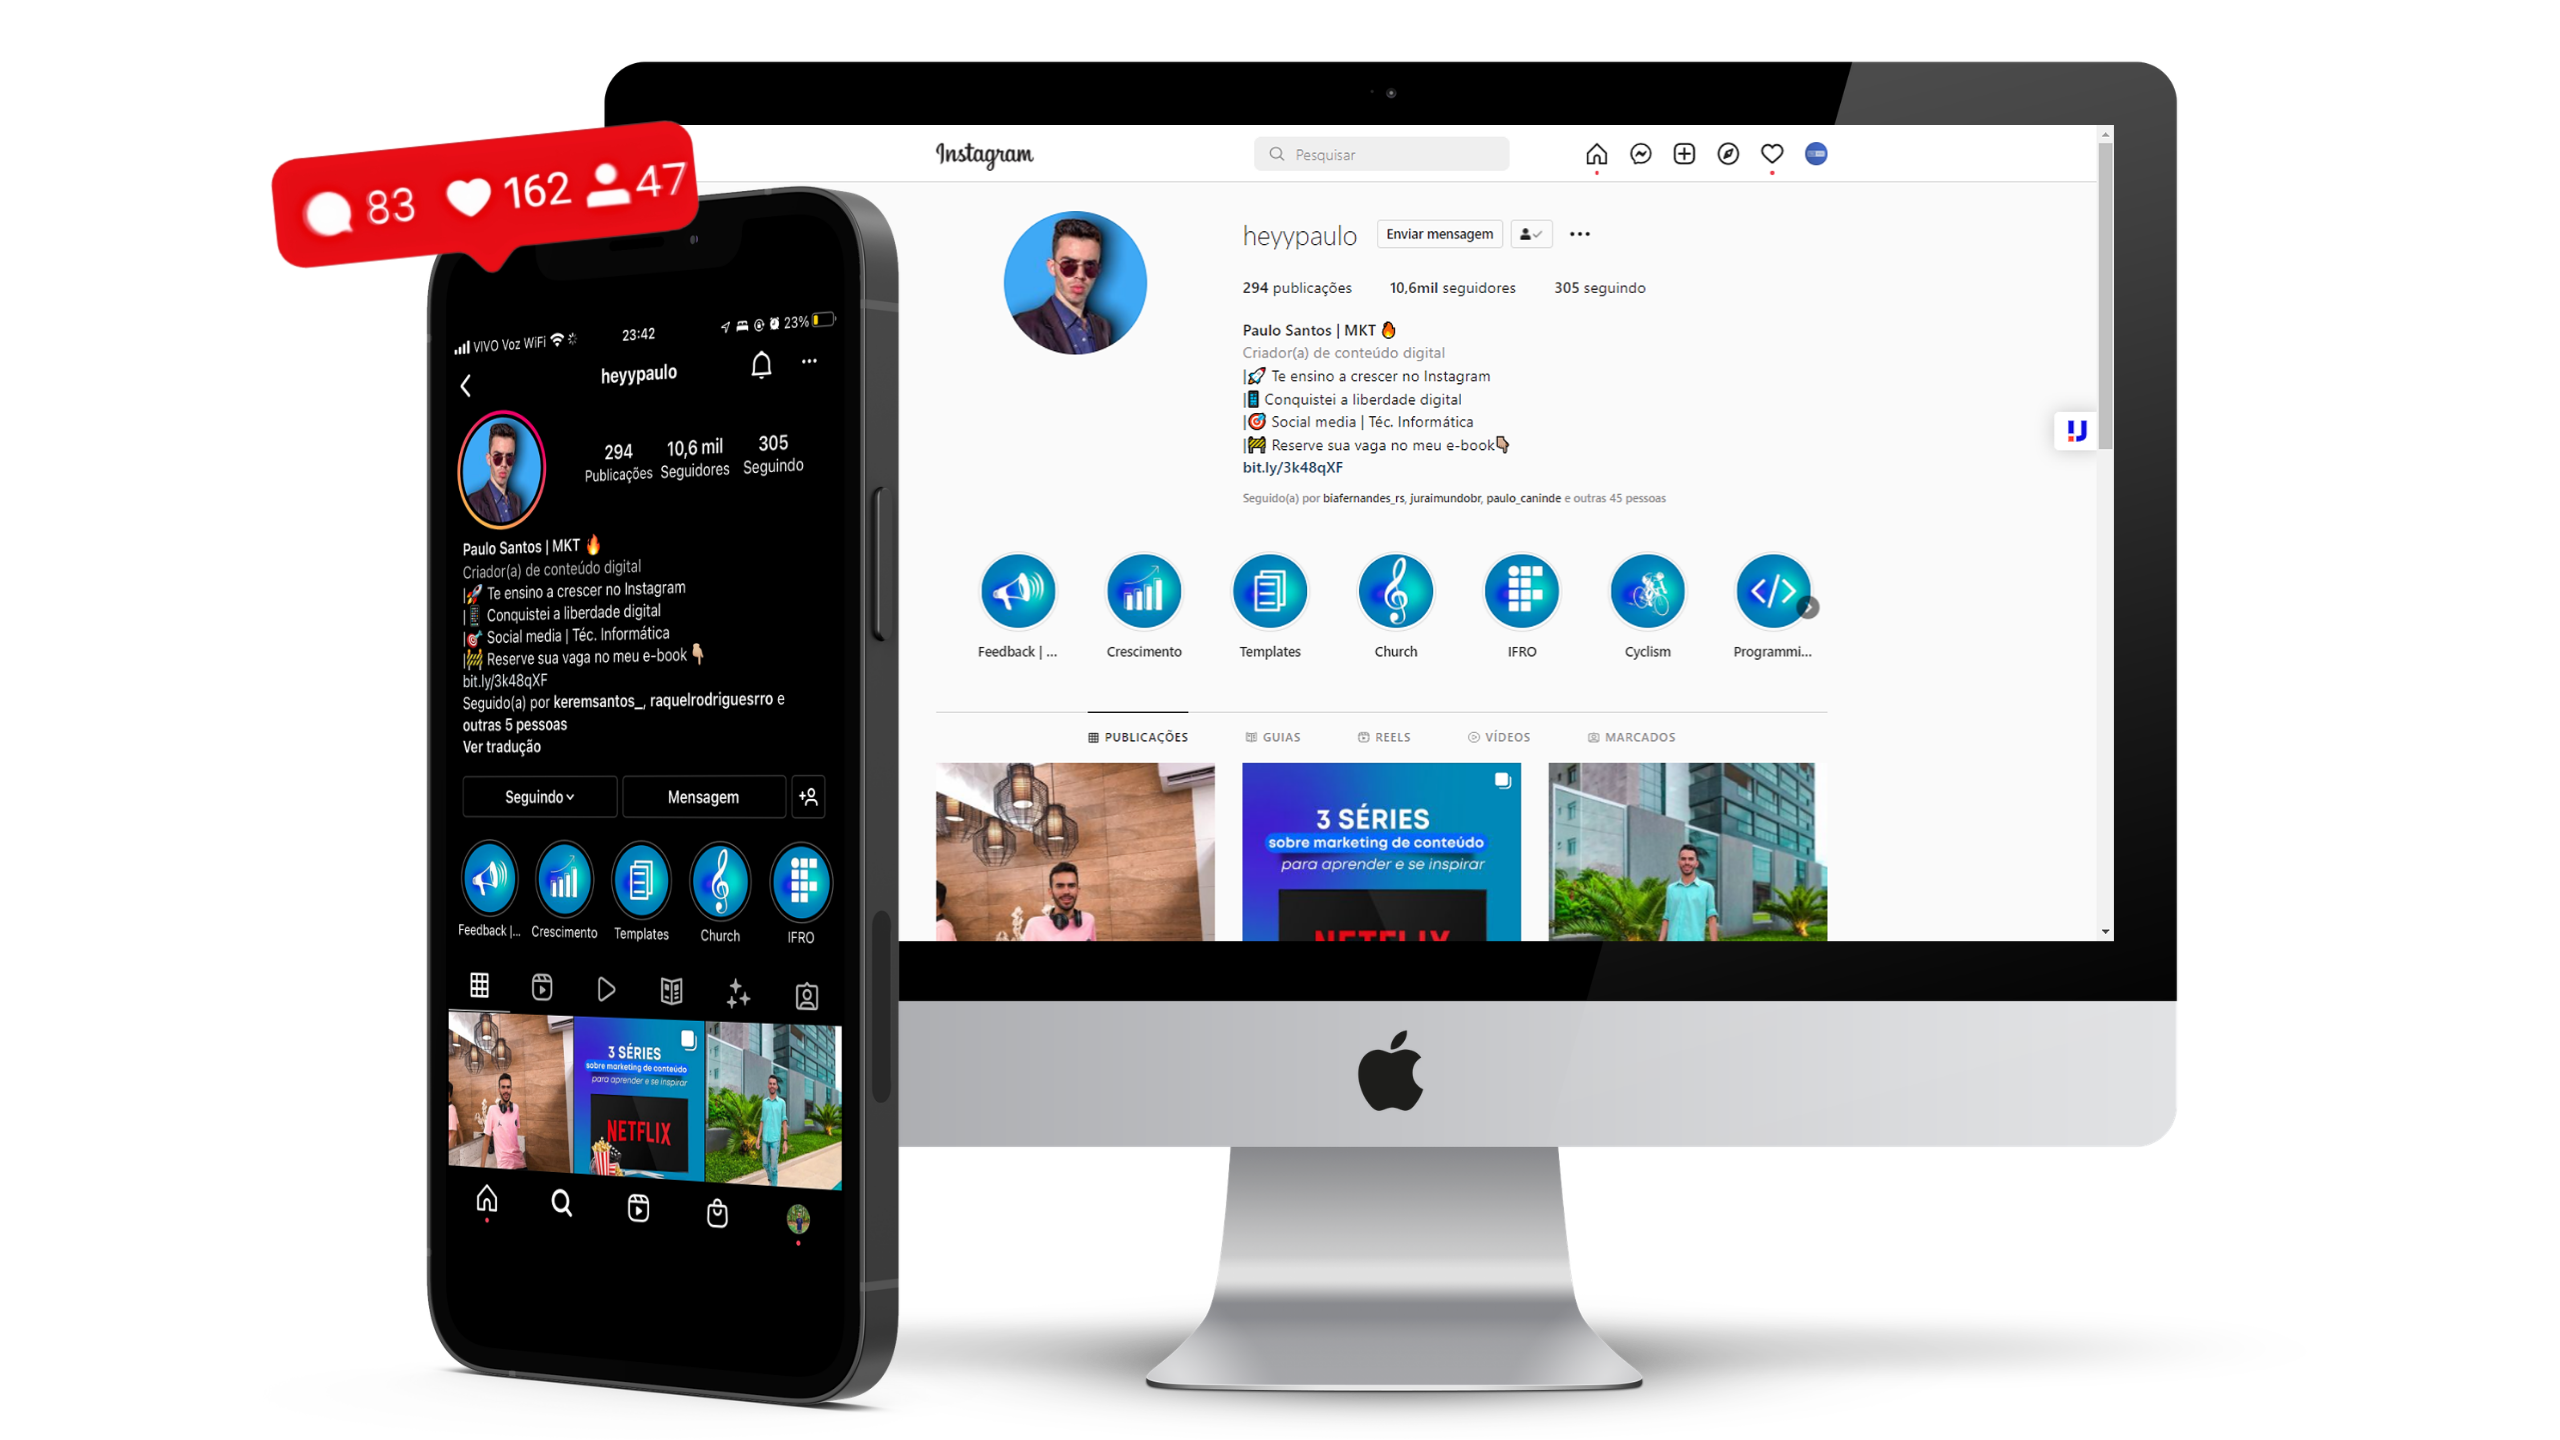 83 162 47
VIVO Voz WiFi 23:42 23%
heyypaulo
294 10,6 mil 305
Publicações Seguidores Seguindo
Paulo Santos | MKT 🔥
Criador(a) de conteúdo digital
|🚀 Te ensino a crescer no Instagram
|📱 Conquistei a liberdade digital
|🎯 Social media | Téc. Informática
|🚧 Reserve sua vaga no meu e-book👇🏼
bit.ly/3k48qXF
Seguido(a) por keremsantos_, raquelrodriguesrro e
outras 5 pessoas
Ver tradução
Seguindo Mensagem
Feedback |... Crescimento Templates Church IFRO
3 SÉRIES
sobre marketing de conteúdo
para aprender e se inspirar
NETFLIX
Instagram Pesquisar
heyypaulo Enviar mensagem
294 publicações 10,6mil seguidores 305 seguindo
Paulo Santos | MKT 🔥
Criador(a) de conteúdo digital
|🚀 Te ensino a crescer no Instagram
|📱 Conquistei a liberdade digital
|🎯 Social media | Téc. Informática
|🚧 Reserve sua vaga no meu e-book👇🏼
bit.ly/3k48qXF
Seguido(a) por biafernandes_rs, juraimundobr, paulo_caninde e outras 45 pessoas
Feedback | ... Crescimento Templates Church IFRO Cyclism Programmi...
PUBLICAÇÕES GUIAS REELS VÍDEOS MARCADOS
3 SÉRIES
sobre marketing de conteúdo
para aprender e se inspirar
NETFLIX